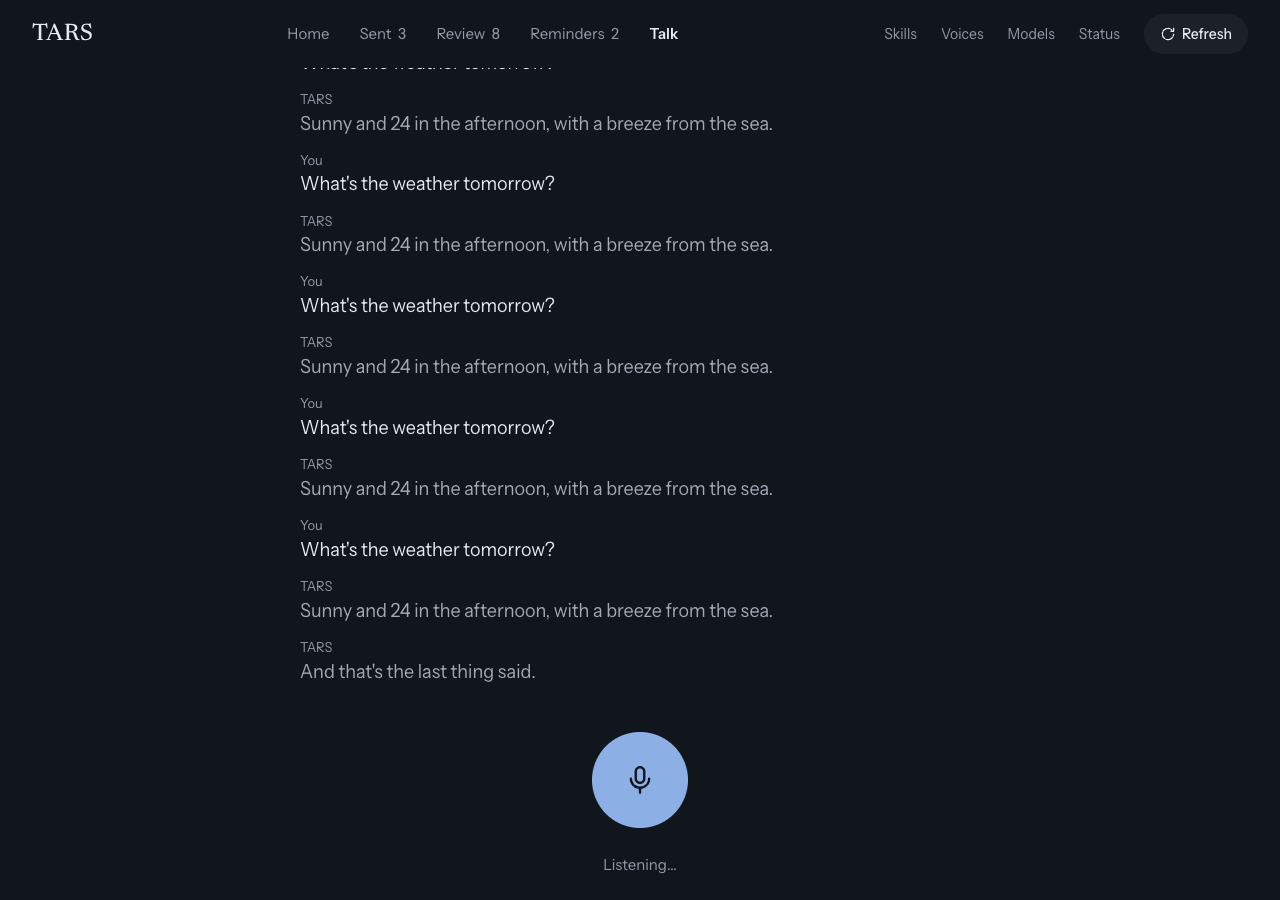 TARS
Home Sent 3 Review 8 Reminders 2 Talk
Skills Voices Models Status Refresh
What's the weather tomorrow?
TARS
Sunny and 24 in the afternoon, with a breeze from the sea.
You
What's the weather tomorrow?
TARS
Sunny and 24 in the afternoon, with a breeze from the sea.
You
What's the weather tomorrow?
TARS
Sunny and 24 in the afternoon, with a breeze from the sea.
You
What's the weather tomorrow?
TARS
Sunny and 24 in the afternoon, with a breeze from the sea.
You
What's the weather tomorrow?
TARS
Sunny and 24 in the afternoon, with a breeze from the sea.
TARS
And that's the last thing said.
Listening...